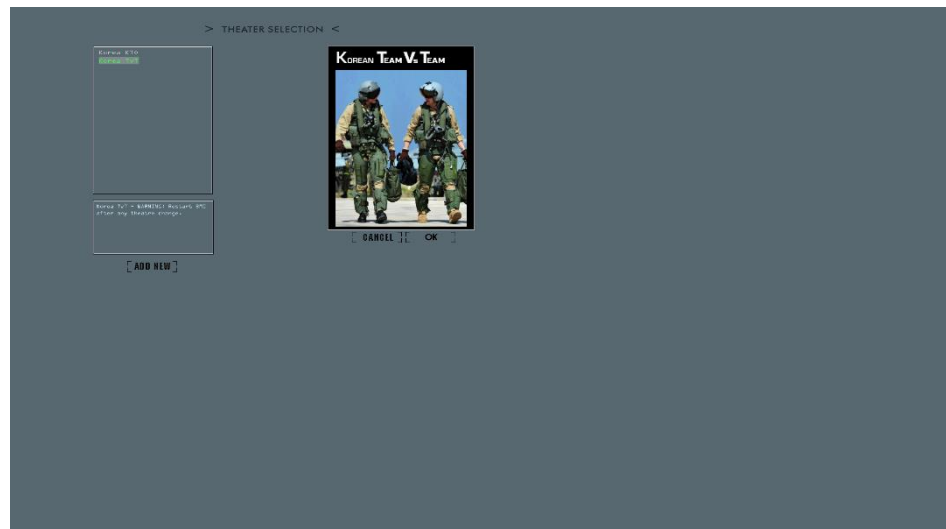 > THEATER SELECTION <
Korea KTO
Korea TvT
KOREAN TEAM VS TEAM
Korea TvT - WARNING! Restart BMS
after any theater change.
[ CANCEL ] [ OK ]
[ ADD NEW ]